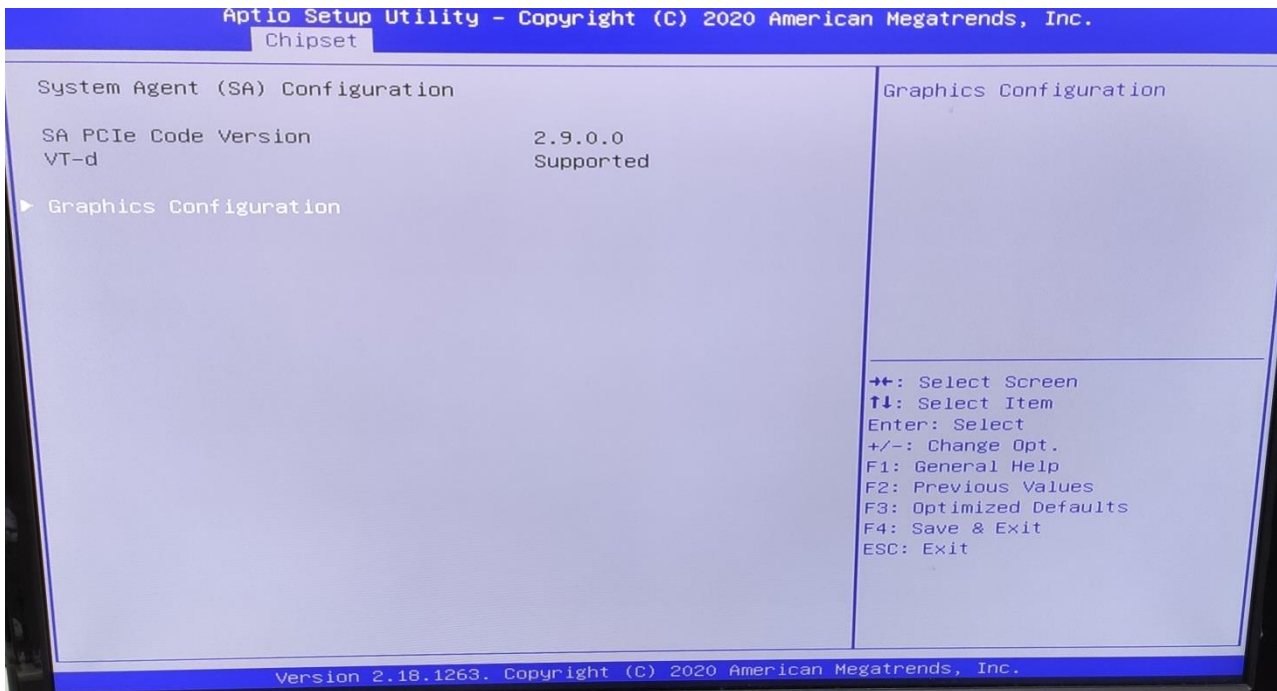 Aptio Setup Utility – Copyright (C) 2020 American Megatrends, Inc.
Chipset
System Agent (SA) Configuration
SA PCIe Code Version 2.9.0.0
VT-d Supported
► Graphics Configuration
Graphics Configuration
→←: Select Screen
↑↓: Select Item
Enter: Select
+/-: Change Opt.
F1: General Help
F2: Previous Values
F3: Optimized Defaults
F4: Save & Exit
ESC: Exit
Version 2.18.1263. Copyright (C) 2020 American Megatrends, Inc.